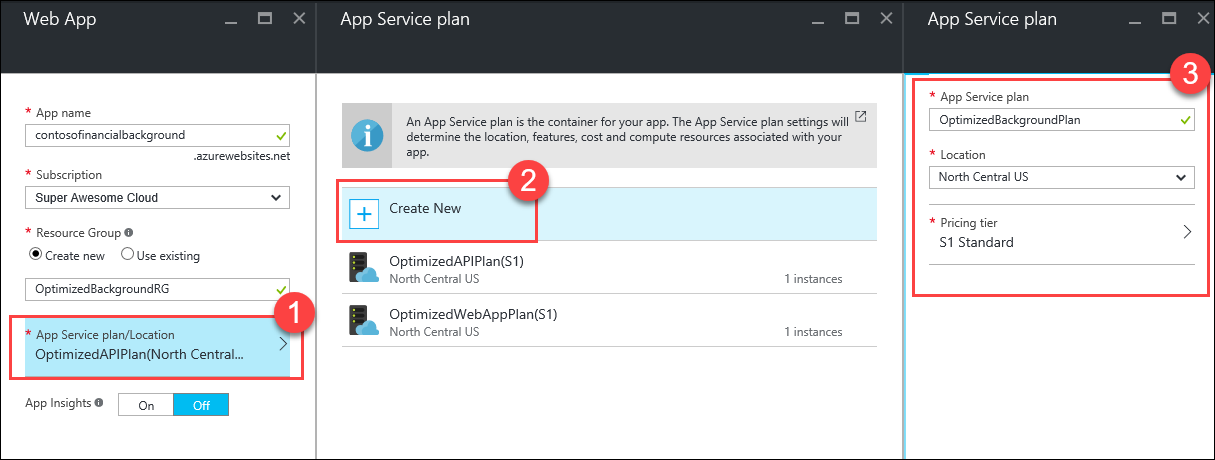 Web App
* App name
contosofinancialbackground
.azurewebsites.net
* Subscription
Super Awesome Cloud
* Resource Group
Create new
Use existing
OptimizedBackgroundRG
1
* App Service plan/Location
OptimizedAPIPlan(North Central...
App Insights
On
Off
App Service plan
An App Service plan is the container for your app. The App Service plan settings will
determine the location, features, cost and compute resources associated with your
app.
2
Create New
OptimizedAPIPlan(S1)
North Central US
1 instances
OptimizedWebAppPlan(S1)
North Central US
1 instances
App Service plan
3
* App Service plan
OptimizedBackgroundPlan
* Location
North Central US
* Pricing tier
S1 Standard